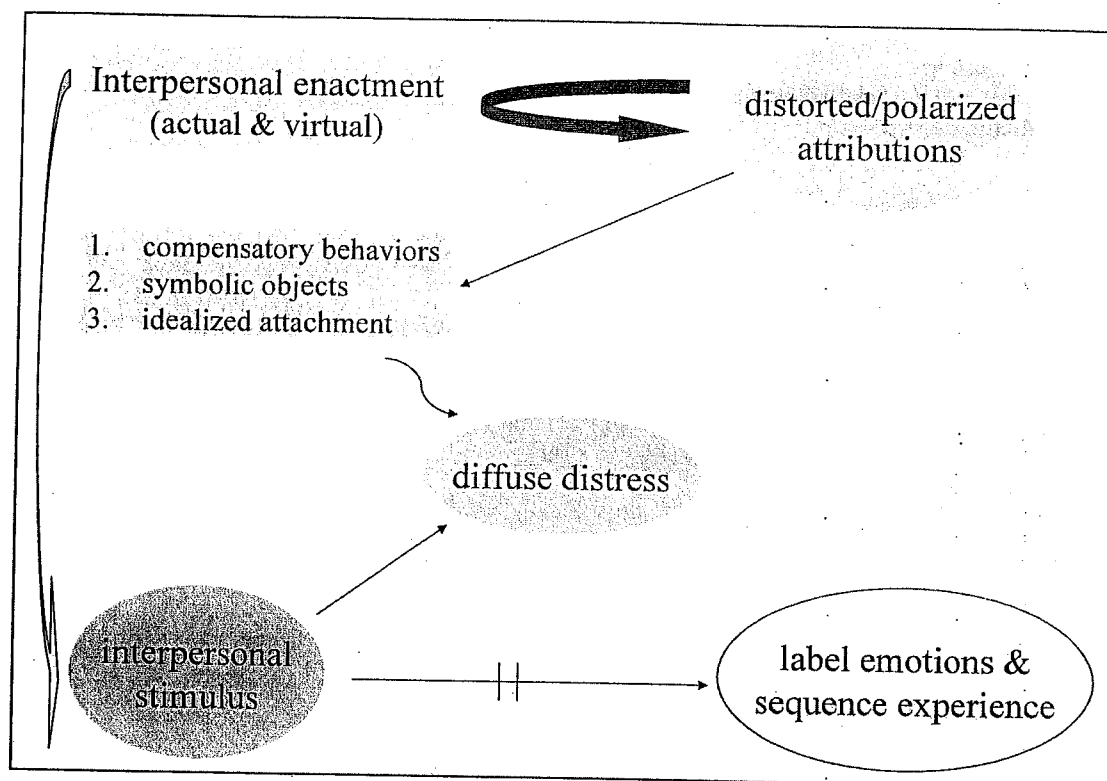 Interpersonal enactment
(actual & virtual)
distorted/polarized
attributions
1. compensatory behaviors
2. symbolic objects
3. idealized attachment
diffuse distress
interpersonal
stimulus
label emotions &
sequence experience